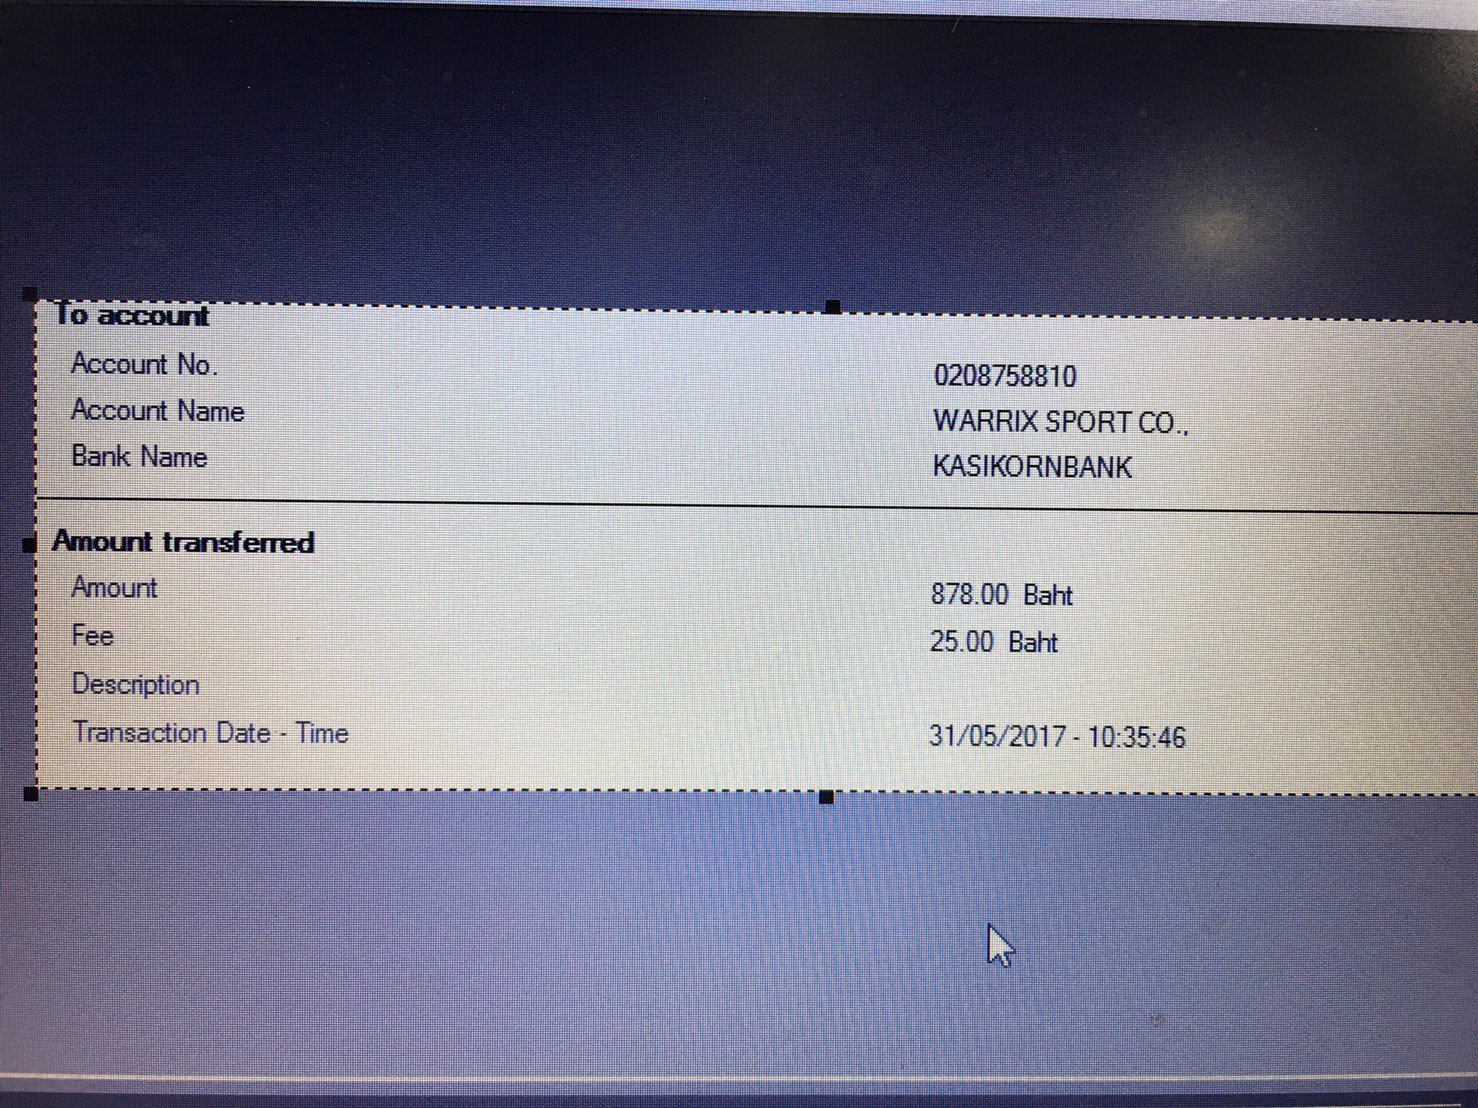 To account
Account No. 0208758810
Account Name WARRIX SPORT CO.,
Bank Name KASIKORNBANK
Amount transferred
Amount 878.00 Baht
Fee 25.00 Baht
Description
Transaction Date - Time 31/05/2017 - 10:35:46